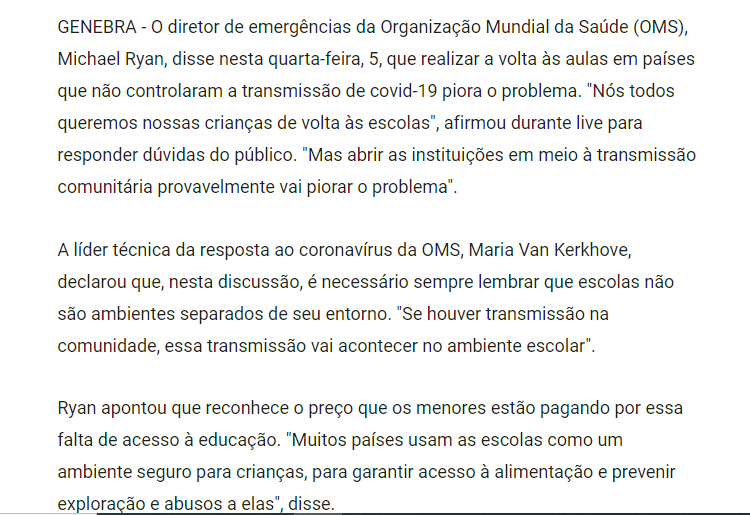 GENEBRA - O diretor de emergências da Organização Mundial da Saúde (OMS),
Michael Ryan, disse nesta quarta-feira, 5, que realizar a volta às aulas em países
que não controlaram a transmissão de covid-19 piora o problema. "Nós todos
queremos nossas crianças de volta às escolas", afirmou durante live para
responder dúvidas do público. "Mas abrir as instituições em meio à transmissão
comunitária provavelmente vai piorar o problema".
A líder técnica da resposta ao coronavírus da OMS, Maria Van Kerkhove,
declarou que, nesta discussão, é necessário sempre lembrar que escolas não
são ambientes separados de seu entorno. "Se houver transmissão na
comunidade, essa transmissão vai acontecer no ambiente escolar".
Ryan apontou que reconhece o preço que os menores estão pagando por essa
falta de acesso à educação. "Muitos países usam as escolas como um
ambiente seguro para crianças, para garantir acesso à alimentação e prevenir
exploração e abusos a elas", disse.